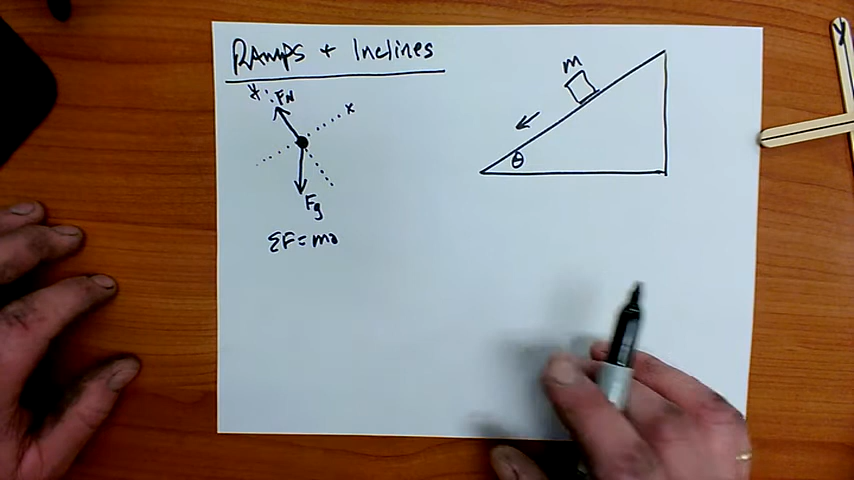 RAMPS + Inclines
y
FN
x
Fg
ΣF=ma
m
θ
y